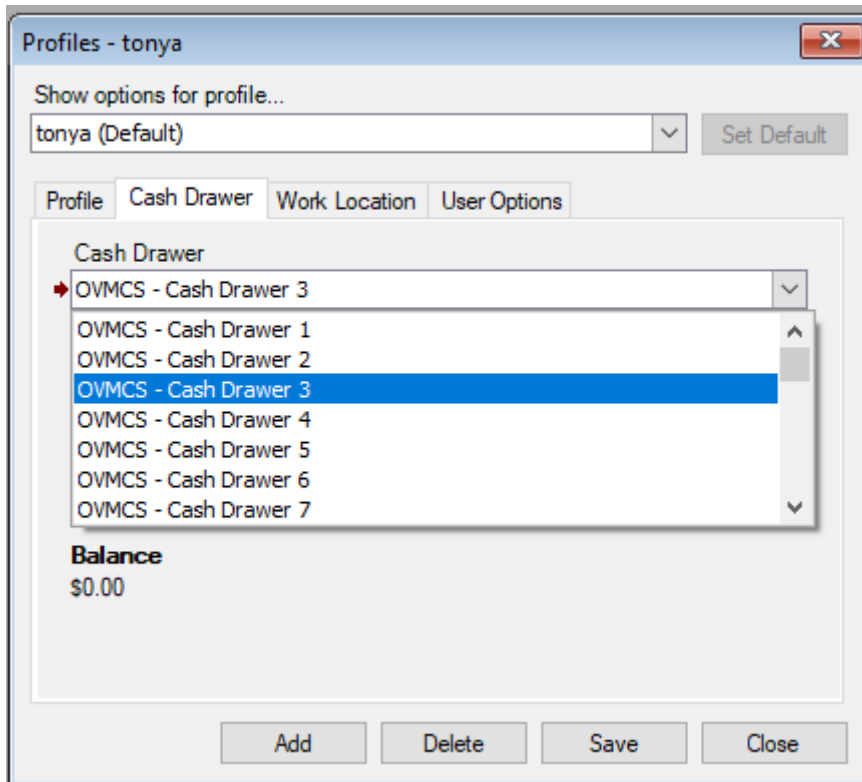 Profiles - tonya
Show options for profile...
tonya (Default)
Set Default
Profile Cash Drawer Work Location User Options
Cash Drawer
OVMCS - Cash Drawer 3
OVMCS - Cash Drawer 1
OVMCS - Cash Drawer 2
OVMCS - Cash Drawer 3
OVMCS - Cash Drawer 4
OVMCS - Cash Drawer 5
OVMCS - Cash Drawer 6
OVMCS - Cash Drawer 7
Balance
$0.00
Add Delete Save Close